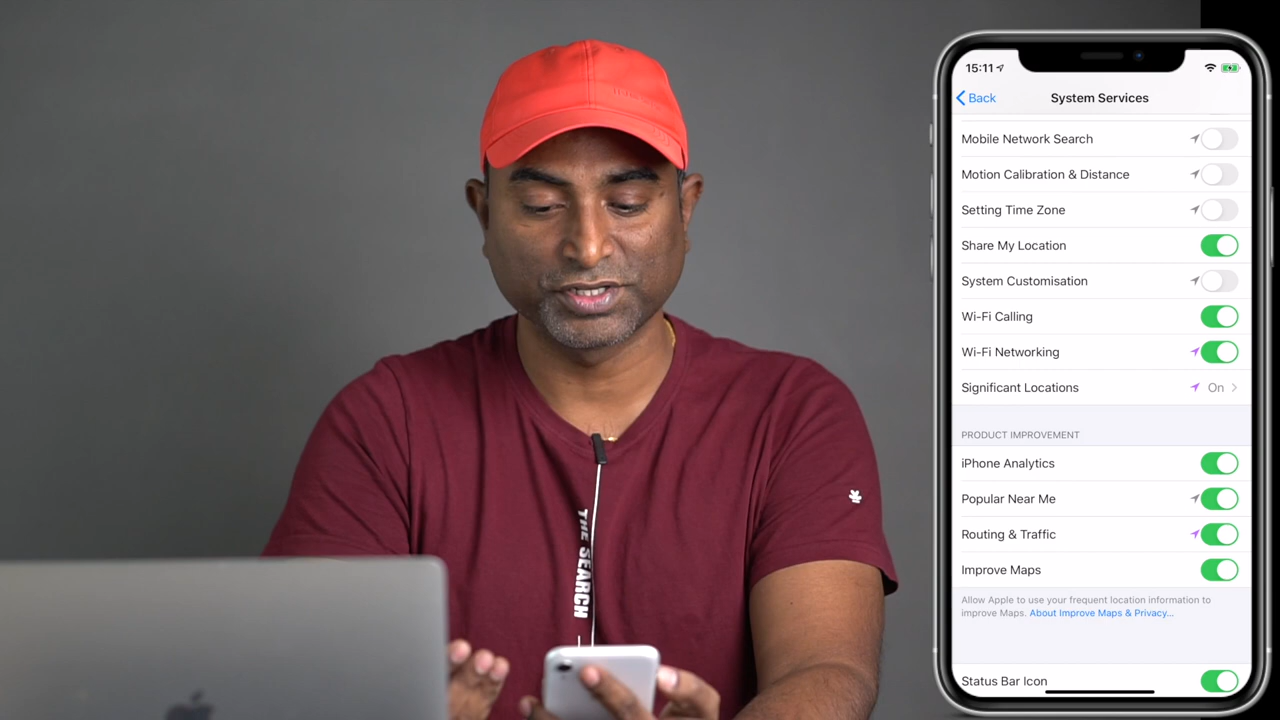 15:11
Back
System Services
Mobile Network Search
Motion Calibration & Distance
Setting Time Zone
Share My Location
System Customisation
Wi-Fi Calling
Wi-Fi Networking
Significant Locations On
PRODUCT IMPROVEMENT
iPhone Analytics
Popular Near Me
Routing & Traffic
Improve Maps
Allow Apple to use your frequent location information to
improve Maps. About Improve Maps & Privacy...
Status Bar Icon
THE SEARCH